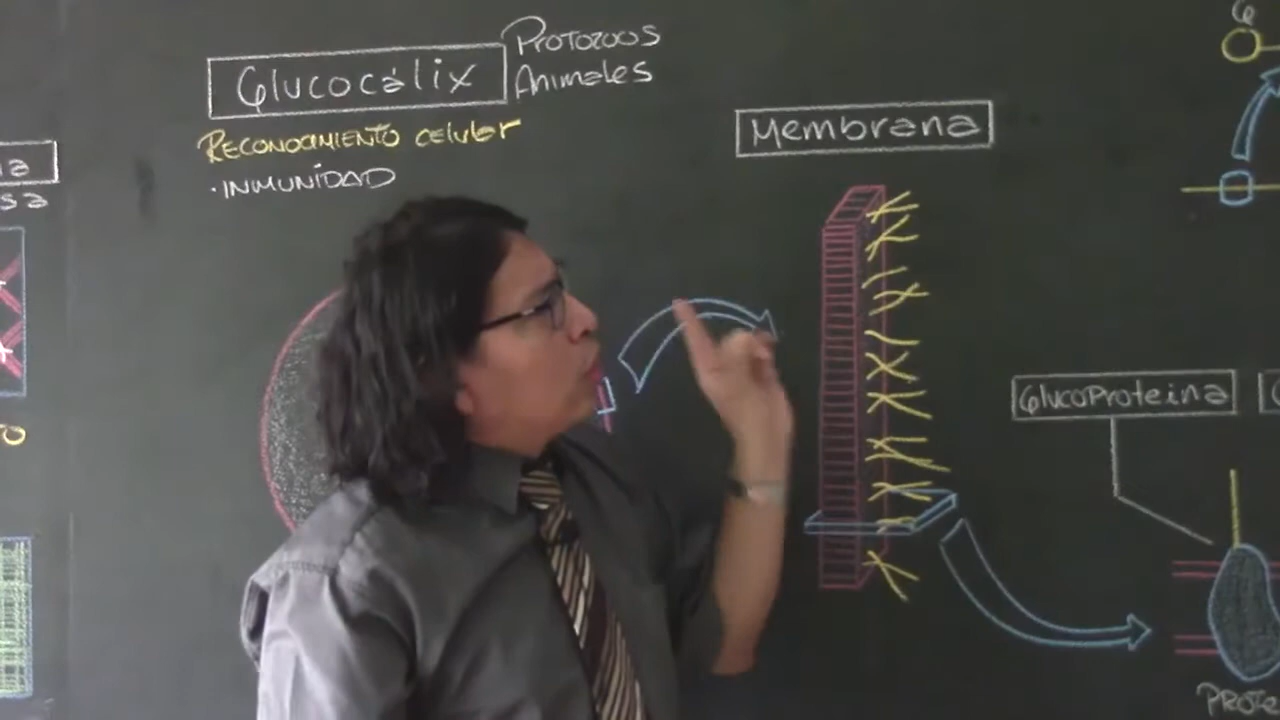 Glucocálix
Protozoos
Animales
Reconocimiento celular
· Inmunidad
Membrana
Glucoproteina